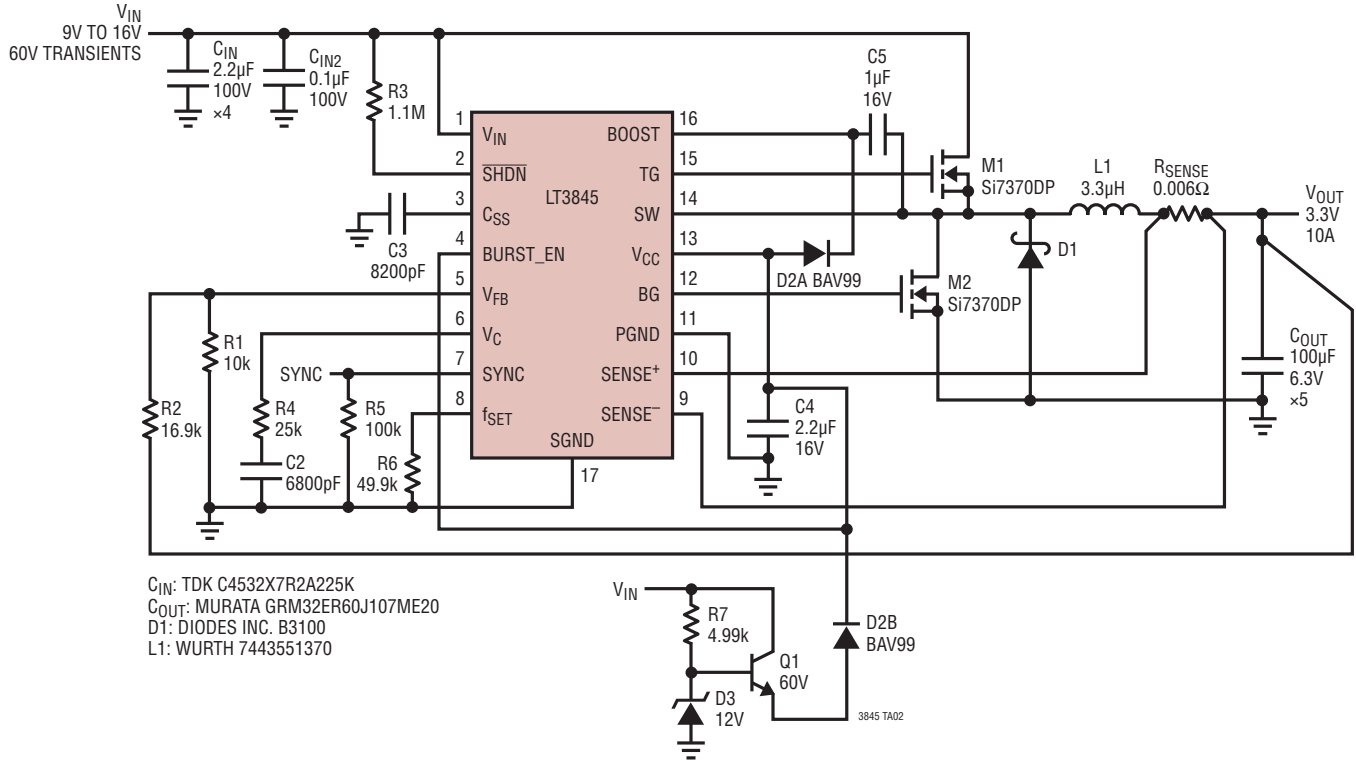 VIN
9V TO 16V
60V TRANSIENTS
CIN
2.2µF
100V
×4
CIN2
0.1µF
100V
R3
1.1M
C5
1µF
16V
1
VIN
2
SHDN
3
CSS
4
BURST_EN
5
VFB
6
VC
7
SYNC
8
fSET
LT3845
SGND
17
16
BOOST
15
TG
14
SW
13
VCC
12
BG
11
PGND
10
SENSE+
9
SENSE–
C3
8200pF
M1
Si7370DP
L1
3.3µH
RSENSE
0.006Ω
VOUT
3.3V
10A
D2A BAV99
M2
Si7370DP
D1
COUT
100µF
6.3V
×5
R1
10k
SYNC
R2
16.9k
R4
25k
R5
100k
C2
6800pF
R6
49.9k
C4
2.2µF
16V
CIN: TDK C4532X7R2A225K
COUT: MURATA GRM32ER60J107ME20
D1: DIODES INC. B3100
L1: WURTH 7443551370
VIN
R7
4.99k
Q1
60V
D3
12V
D2B
BAV99
3845 TA02